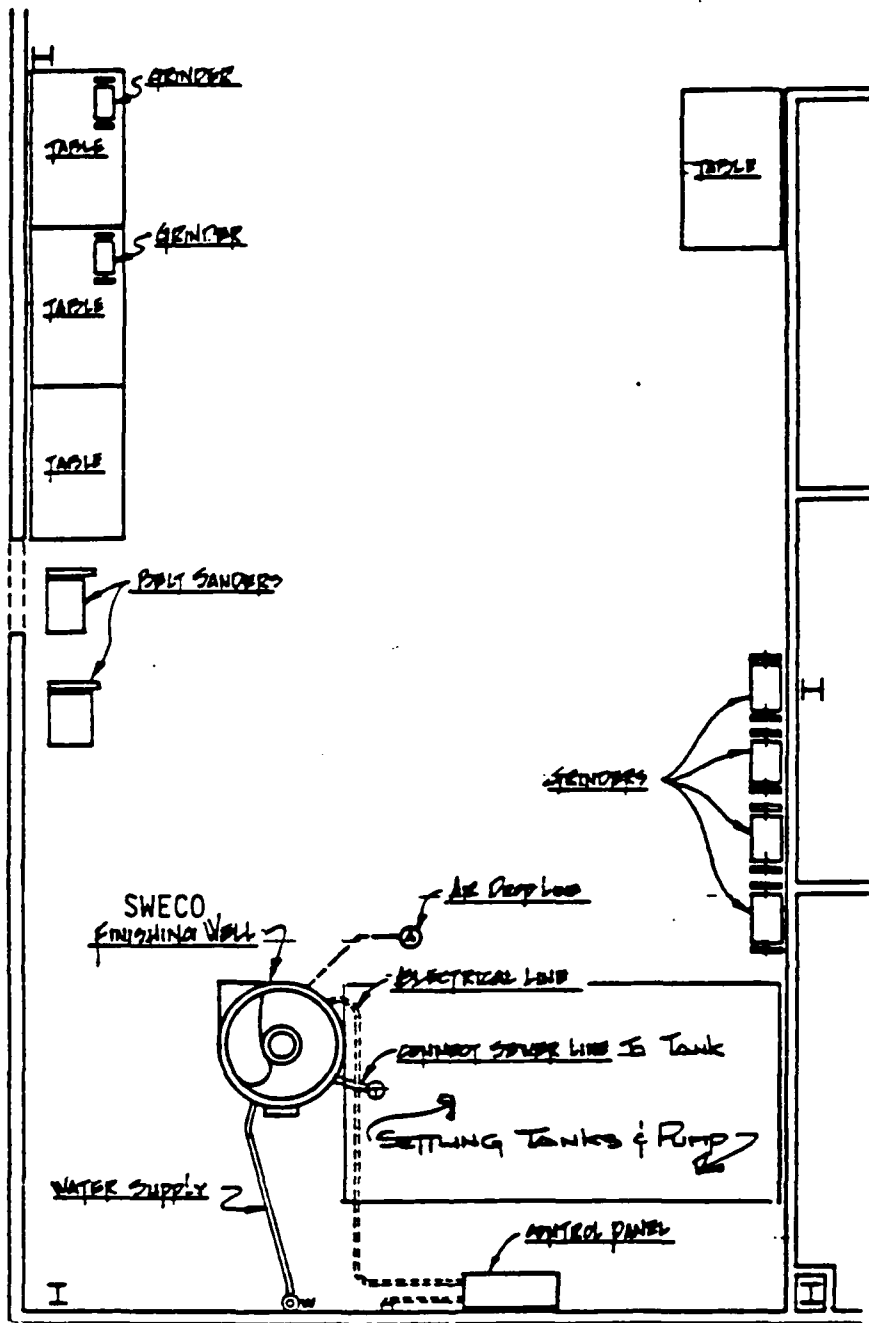 GRINDER
TABLE
TABLE
GRINDER
TABLE
TABLE
BELT SANDERS
GRINDERS
AIR DROP LINE
SWECO
FINISHING WELL
ELECTRICAL LINE
CONNECT SEWER LINE TO TANK
SETTLING TANKS & PUMP
WATER SUPPLY
CONTROL PANEL